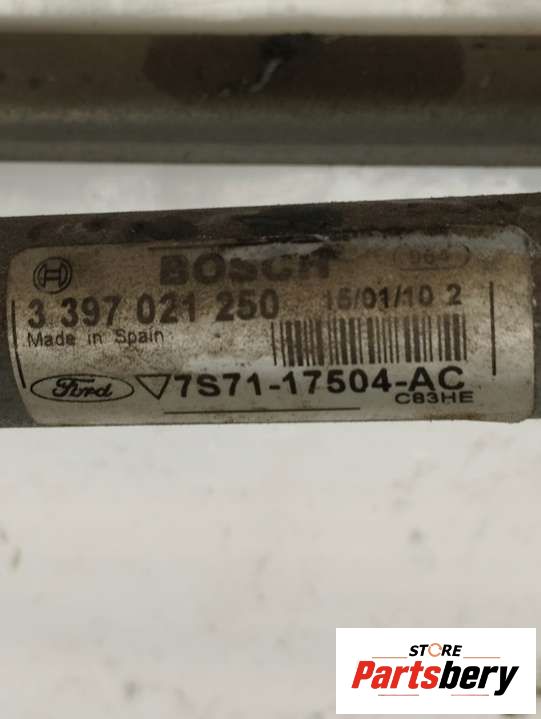 BOSCH 964
3 397 021 250 15/01/10 2
Made in Spain
Ford 7S71-17504-AC
C83HE
STORE
Partsbery